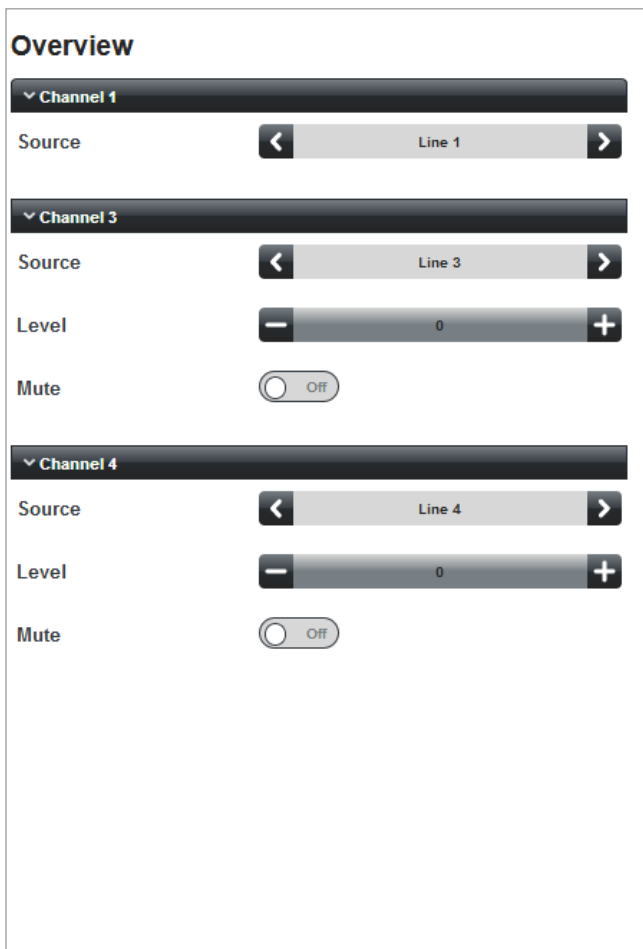 Overview
Channel 1
Source Line 1
Channel 3
Source Line 3
Level 0
Mute Off
Channel 4
Source Line 4
Level 0
Mute Off